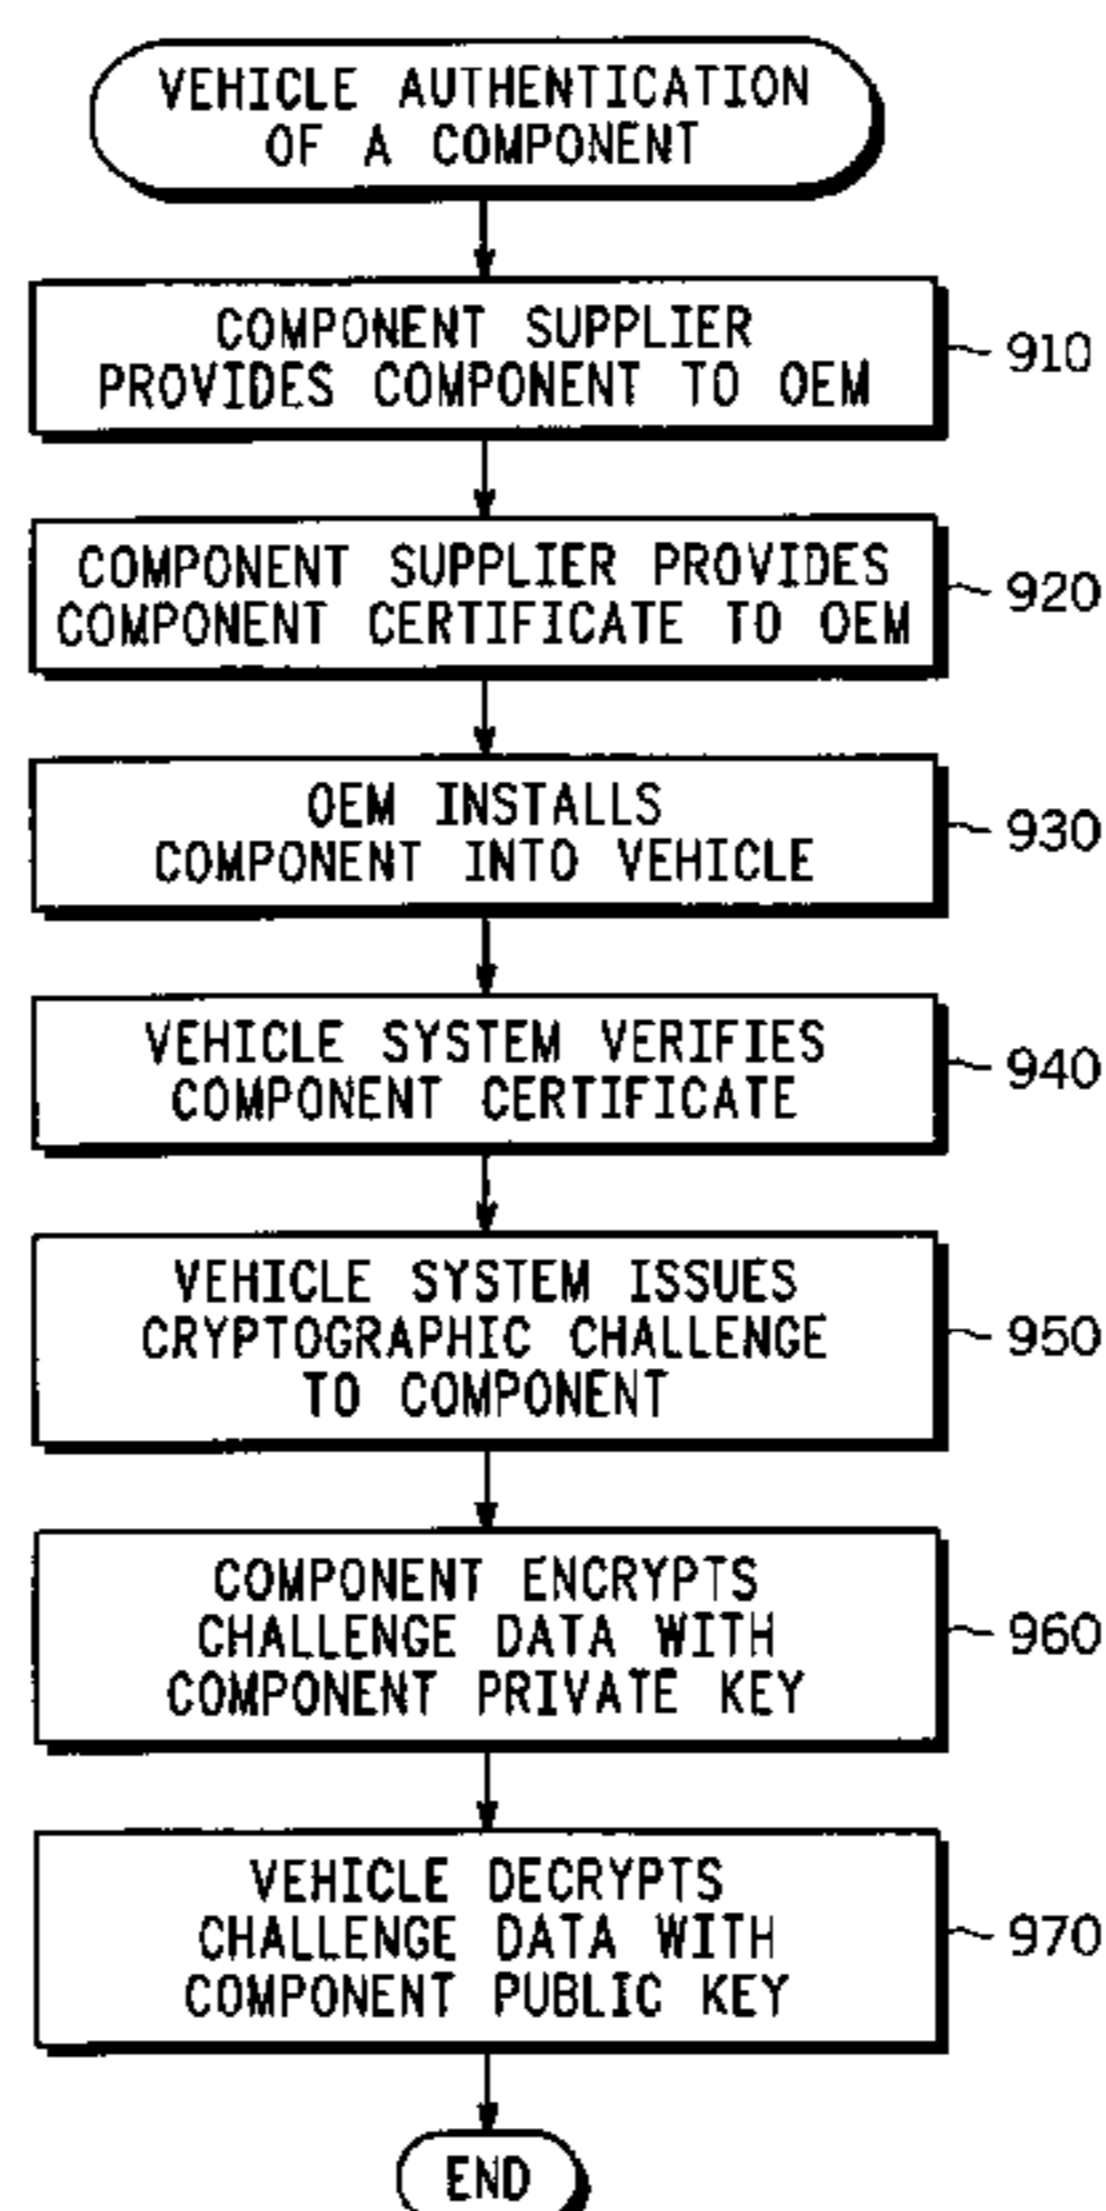 VEHICLE AUTHENTICATION
OF A COMPONENT
COMPONENT SUPPLIER
PROVIDES COMPONENT TO OEM
910
COMPONENT SUPPLIER PROVIDES
COMPONENT CERTIFICATE TO OEM
920
OEM INSTALLS
COMPONENT INTO VEHICLE
930
VEHICLE SYSTEM VERIFIES
COMPONENT CERTIFICATE
940
VEHICLE SYSTEM ISSUES
CRYPTOGRAPHIC CHALLENGE
TO COMPONENT
950
COMPONENT ENCRYPTS
CHALLENGE DATA WITH
COMPONENT PRIVATE KEY
960
VEHICLE DECRYPTS
CHALLENGE DATA WITH
COMPONENT PUBLIC KEY
970
END